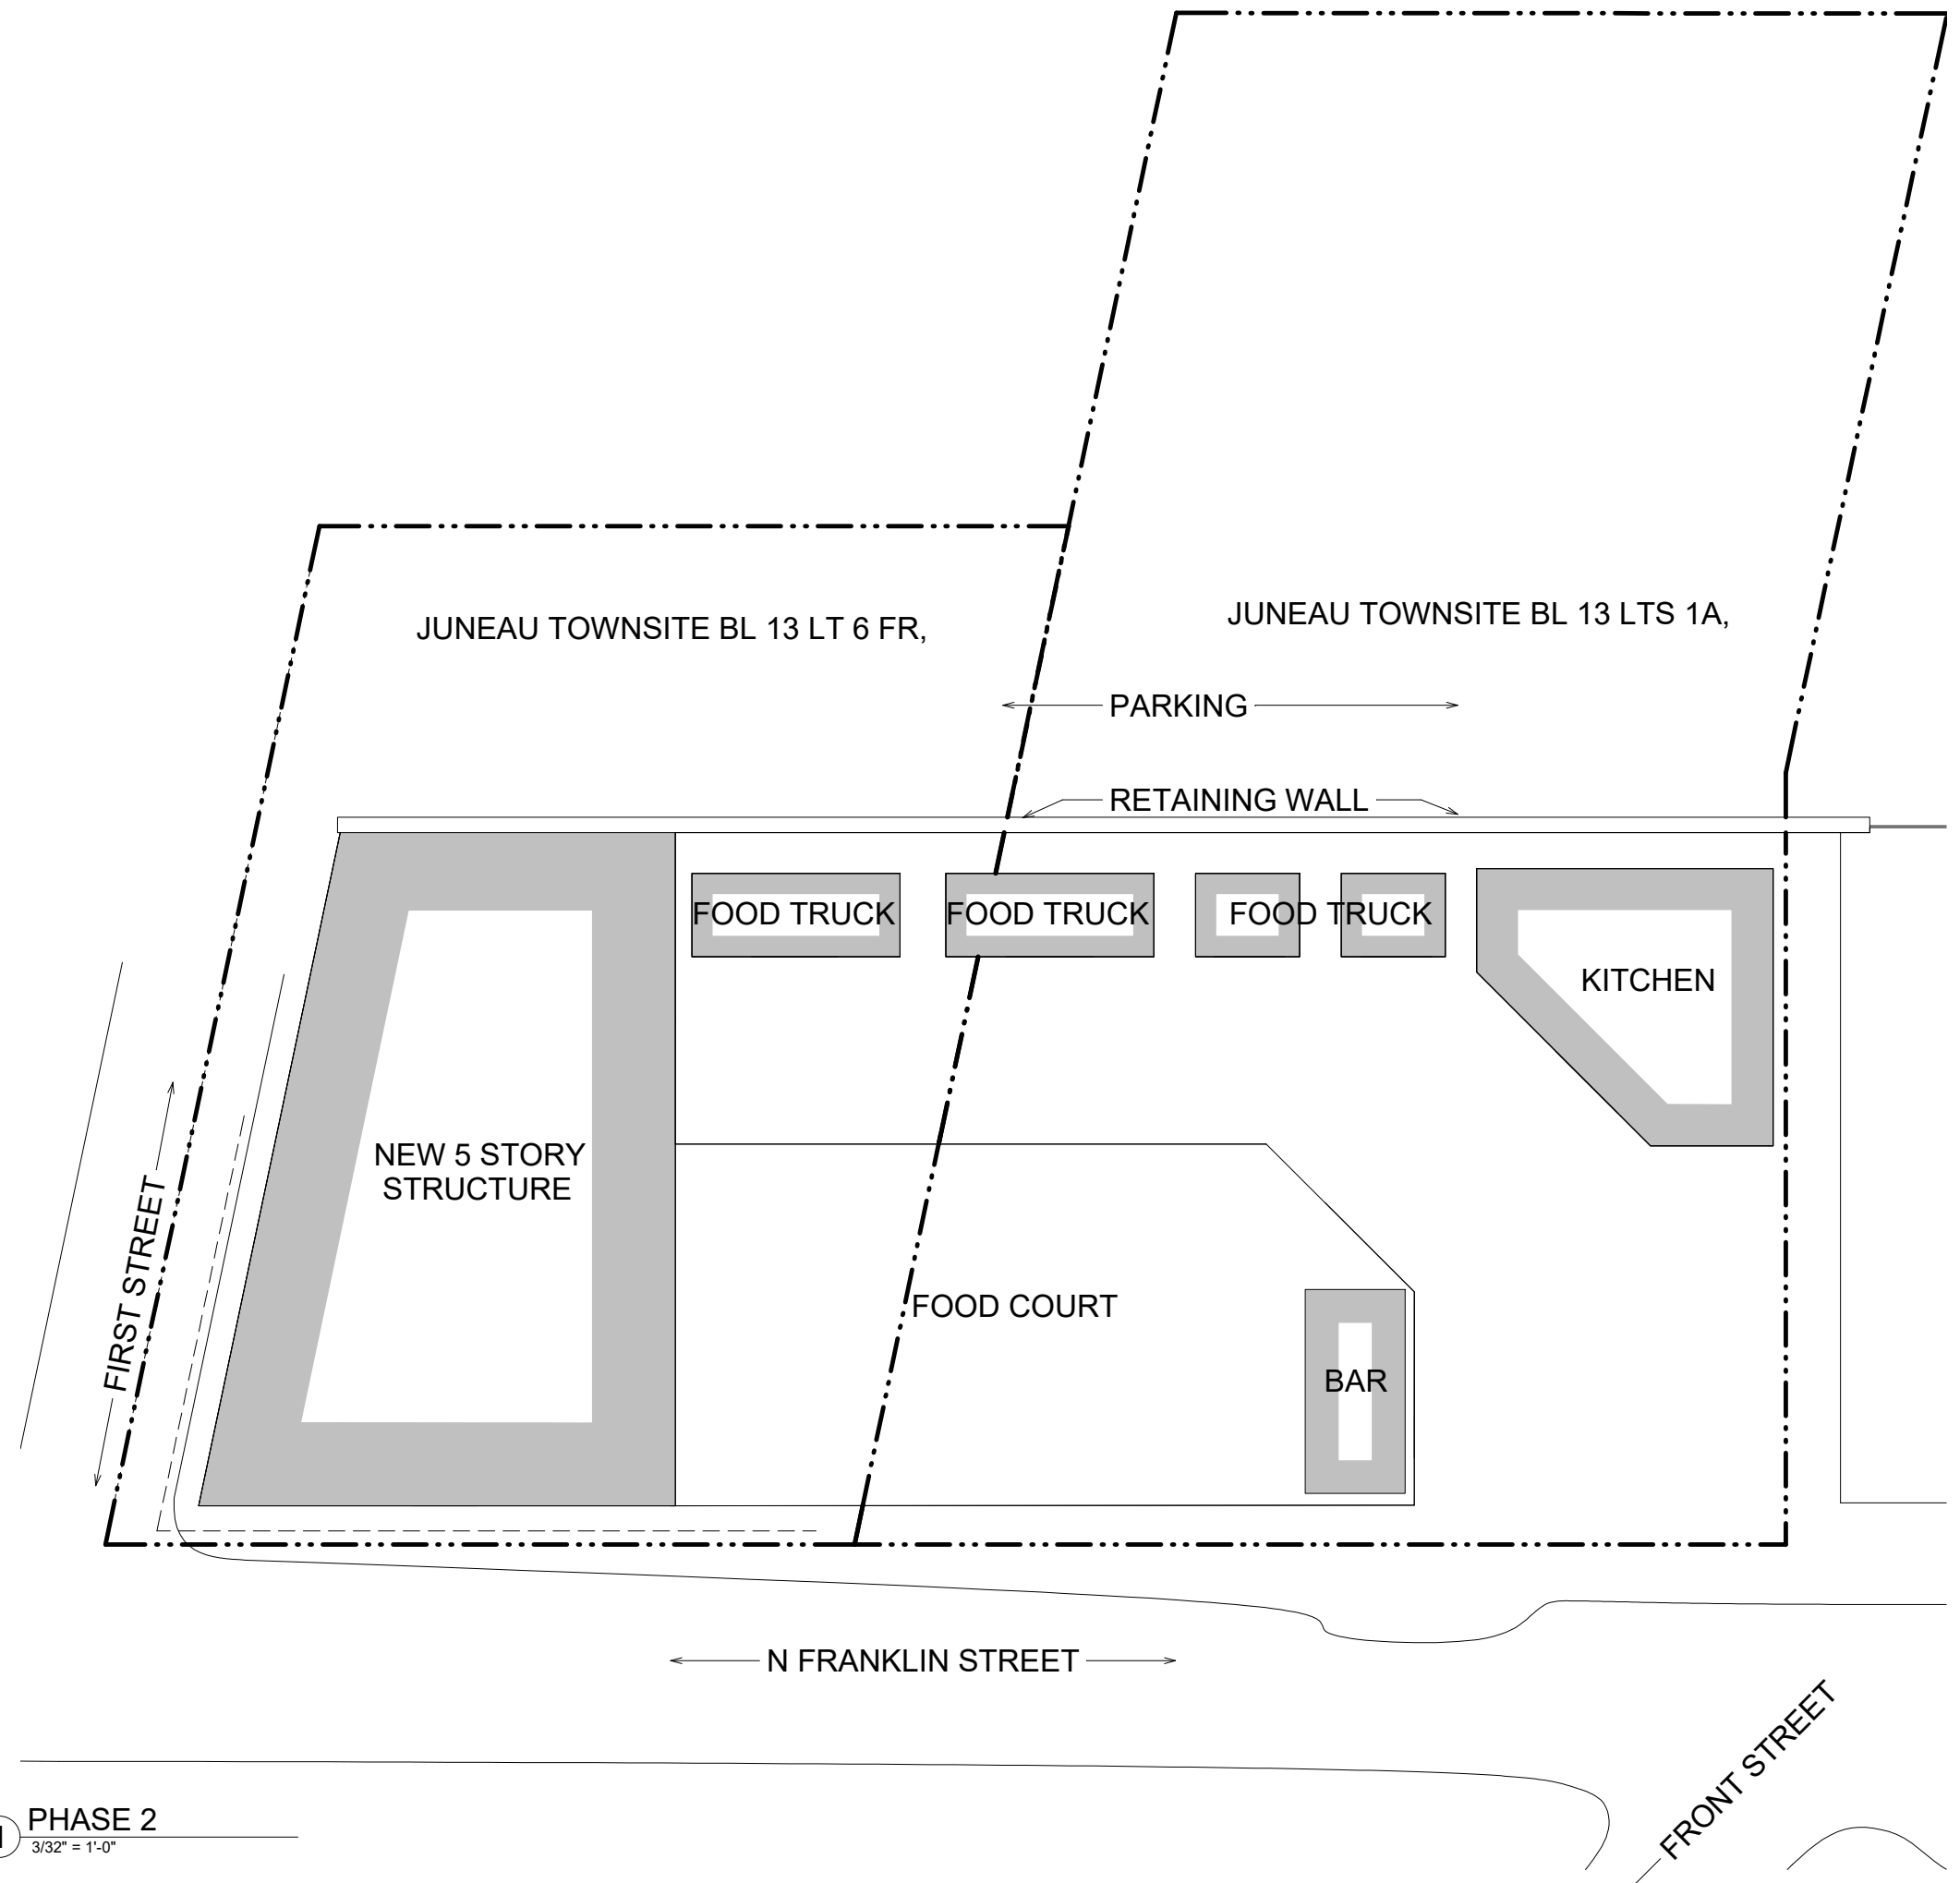 JUNEAU TOWNSITE BL 13 LT 6 FR,
JUNEAU TOWNSITE BL 13 LTS 1A,
PARKING
RETAINING WALL
FOOD TRUCK
FOOD TRUCK
FOOD TRUCK
KITCHEN
NEW 5 STORY
STRUCTURE
FIRST STREET
FOOD COURT
BAR
N FRANKLIN STREET
FRONT STREET
PHASE 2
3/32" = 1'-0"